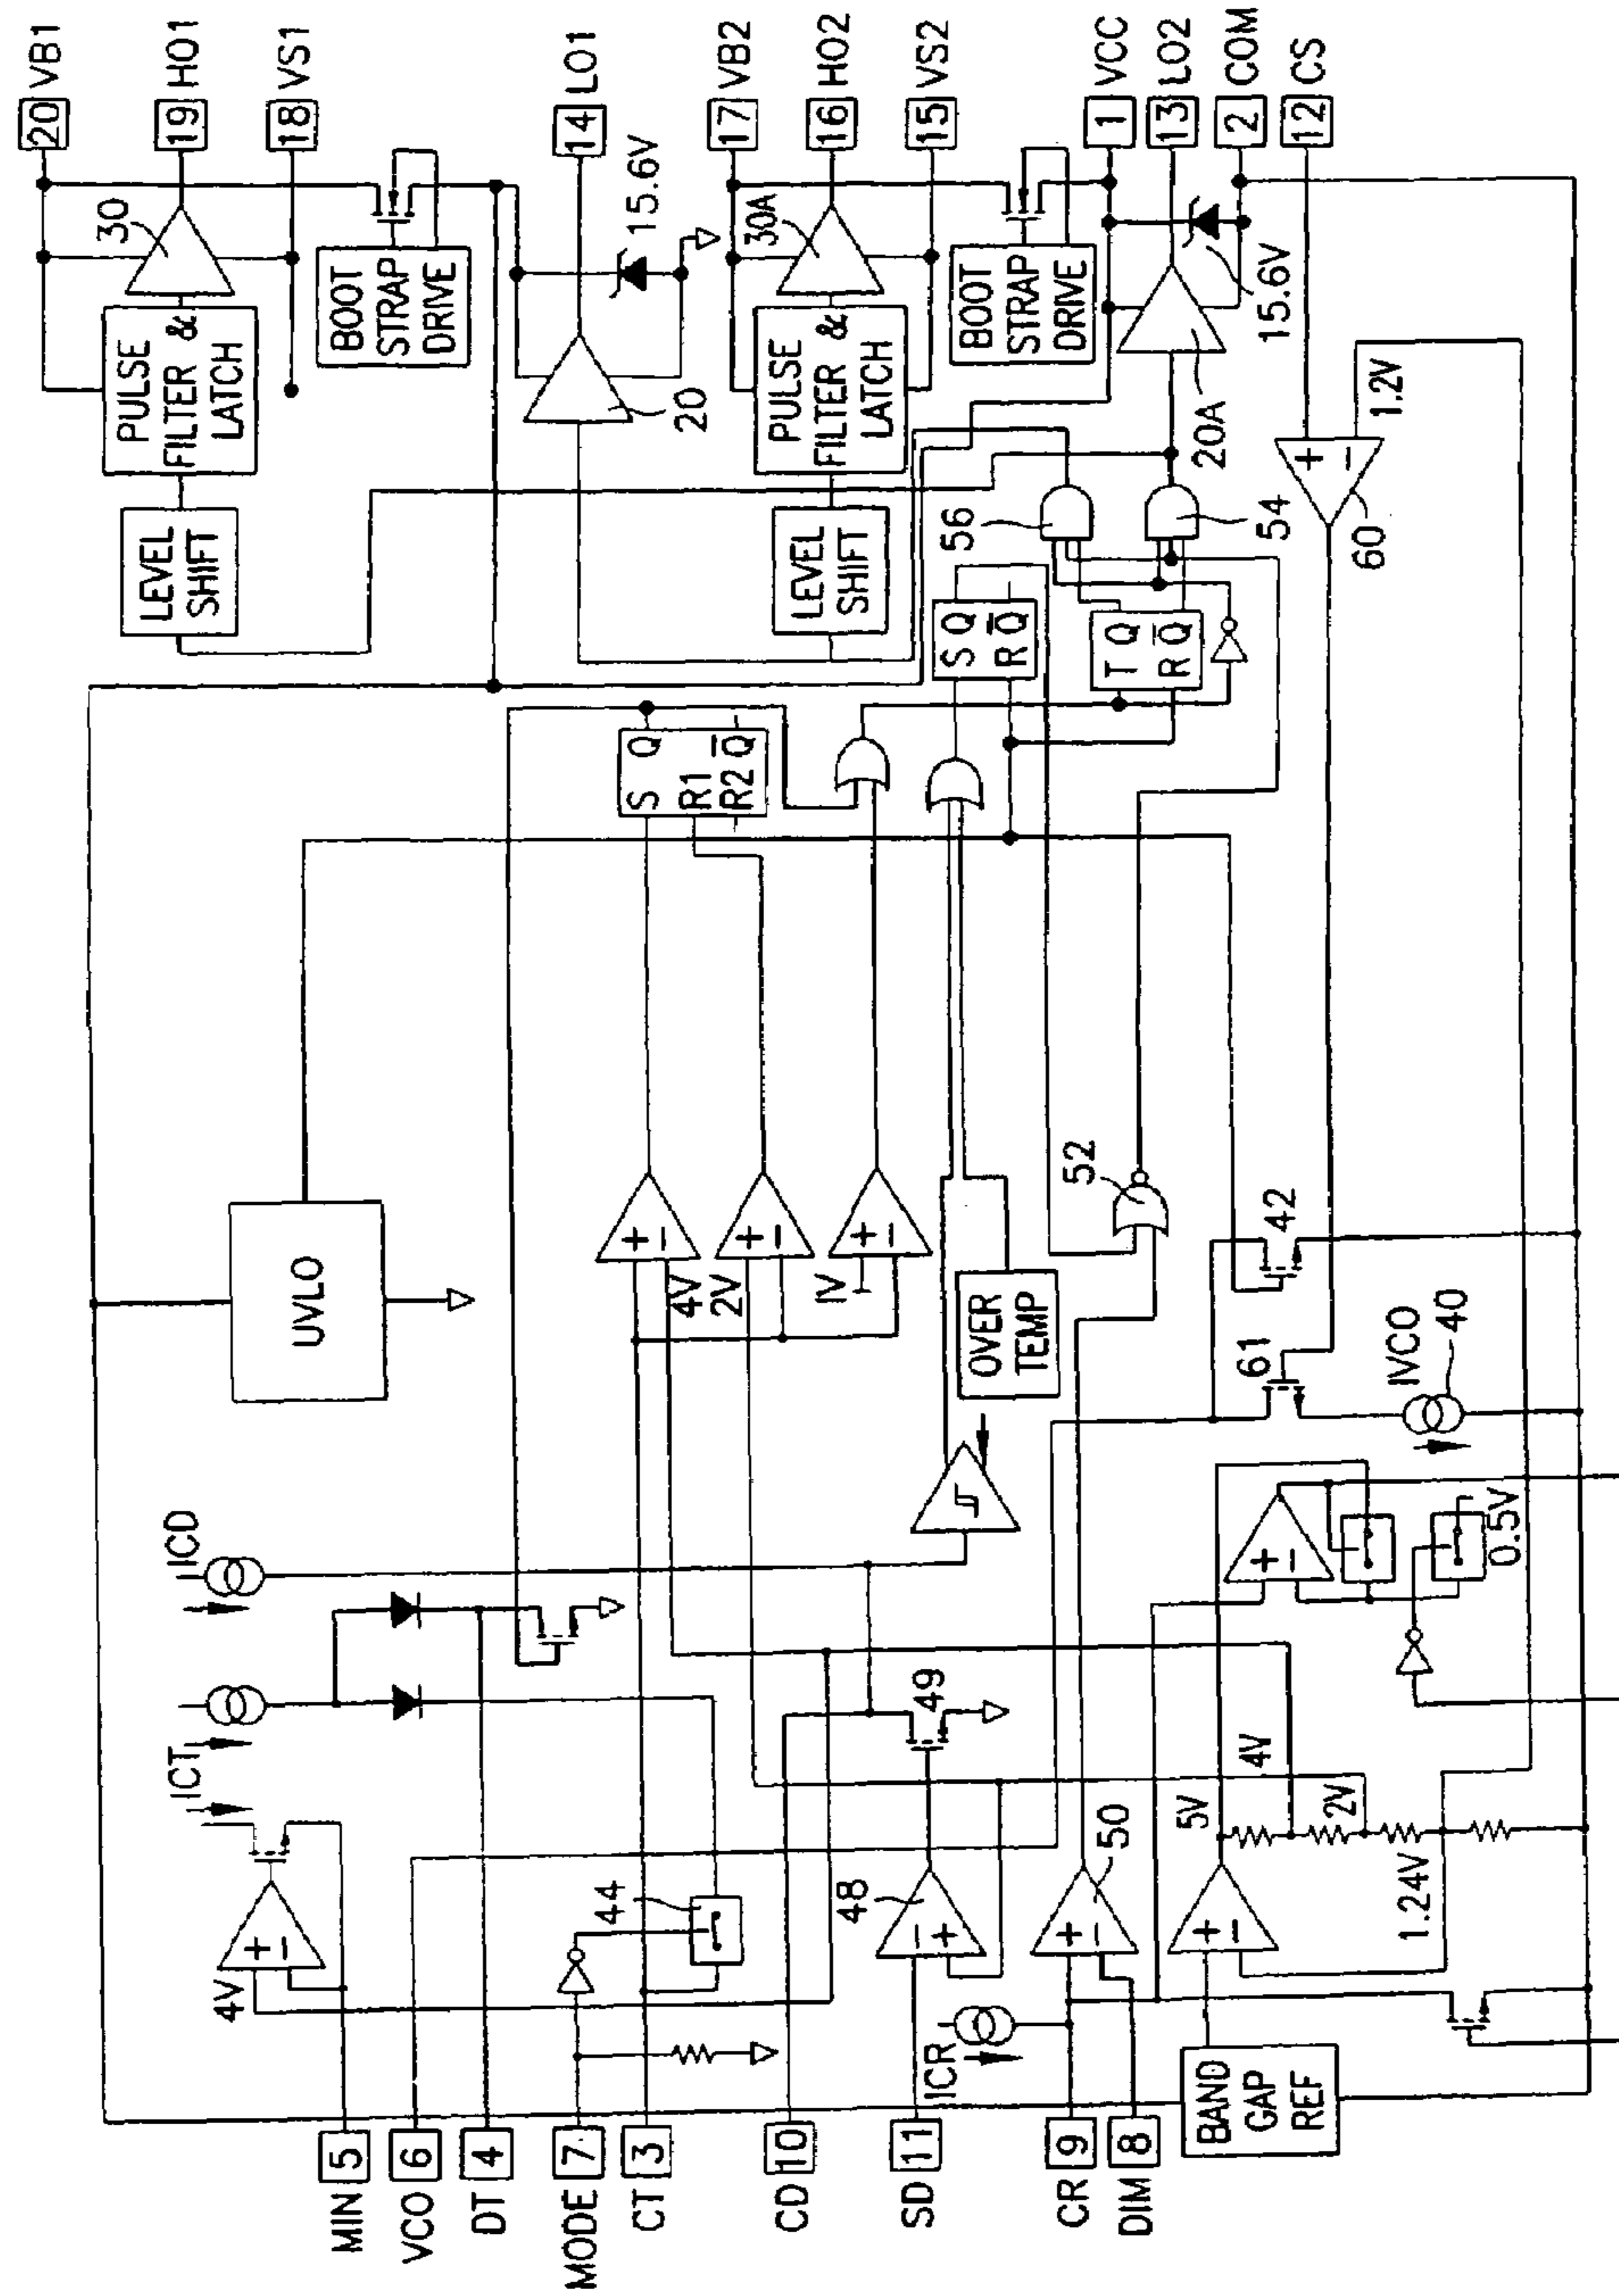 MIN 5
VCO 6
DT 4
MODE 7
CT 3
CD 10
SD 11
CR 9
DIM 8
20 VB1
19 HO1
18 VS1
14 LO1
17 VB2
16 HO2
15 VS2
1 VCC
13 LO2
2 COM
12 CS
4V
+
−
ICT
ICD
44
UVLO
+
−
4V
2V
+
−
1V
+
−
S Q
R1
R2 Q̅
LEVEL
SHIFT
PULSE
FILTER &
LATCH
30
BOOT
STRAP
DRIVE
20
15.6V
LEVEL
SHIFT
PULSE
FILTER &
LATCH
30A
BOOT
STRAP
DRIVE
48
−
+
49
OVER
TEMP
S Q
R Q̅
56
T Q
R Q̅
54
20A
15.6V
ICR
+
−
50
52
BAND
GAP
REF
+
−
5V
4V
2V
1.24V
+
−
0.5V
61
42
IVCO
40
+
−
1.2V
60